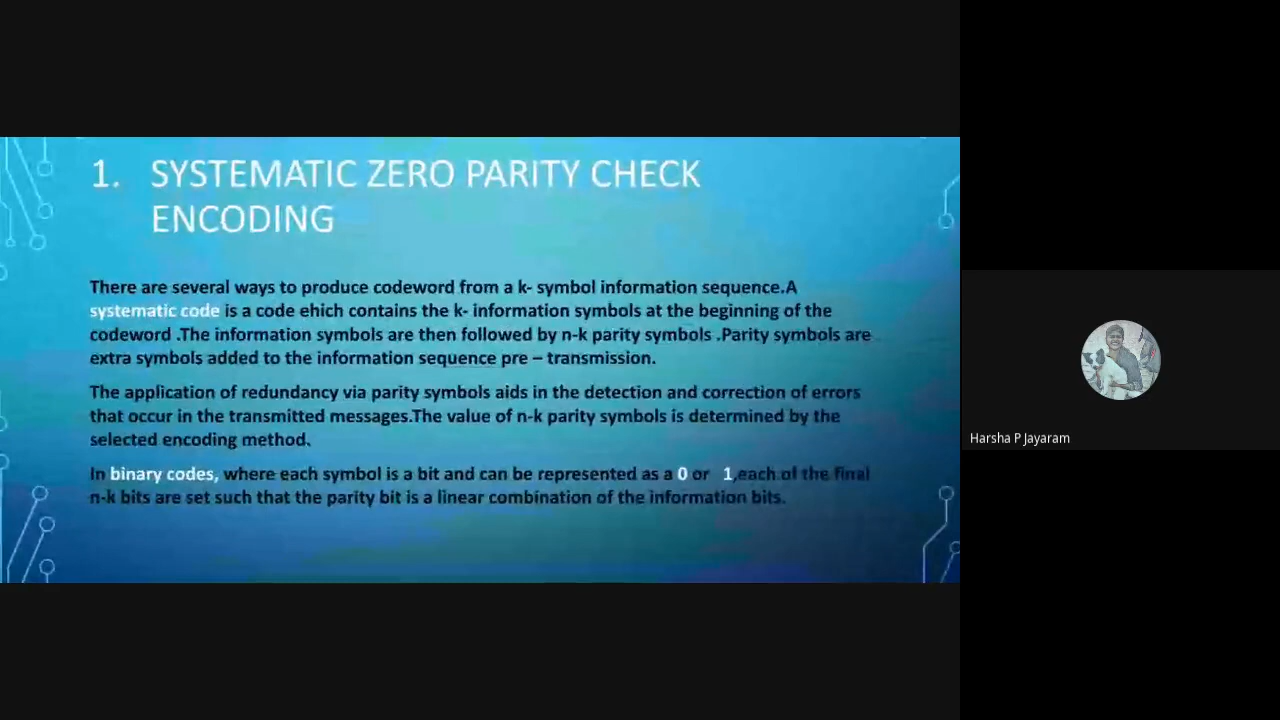 1. SYSTEMATIC ZERO PARITY CHECK
ENCODING
There are several ways to produce codeword from a k- symbol information sequence.A
systematic code is a code ehich contains the k- information symbols at the beginning of the
codeword .The information symbols are then followed by n-k parity symbols .Parity symbols are
extra symbols added to the information sequence pre – transmission.
The application of redundancy via parity symbols aids in the detection and correction of errors
that occur in the transmitted messages.The value of n-k parity symbols is determined by the
selected encoding method.
In binary codes, where each symbol is a bit and can be represented as a 0 or 1,each of the final
n-k bits are set such that the parity bit is a linear combination of the information bits.
Harsha P Jayaram